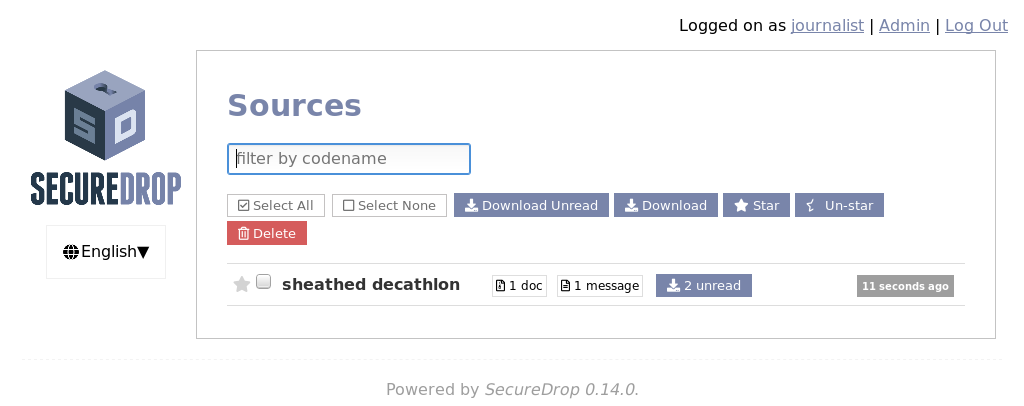 Logged on as journalist | Admin | Log Out
SD
SECUREDROP
English▼
Sources
filter by codename
Select All Select None Download Unread Download Star Un-star
Delete
sheathed decathlon 1 doc 1 message 2 unread 11 seconds ago
Powered by SecureDrop 0.14.0.